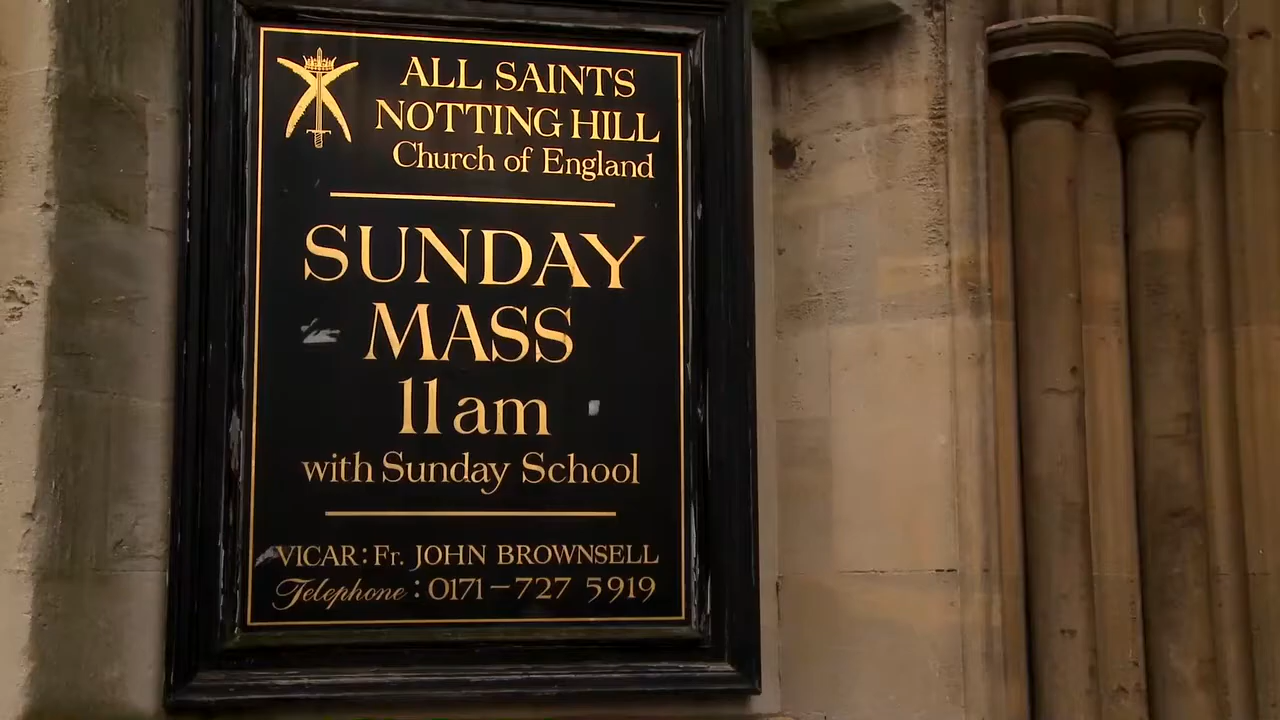 ALL SAINTS
NOTTING HILL
Church of England
SUNDAY
MASS
11am
with Sunday School
VICAR: Fr. JOHN BROWNSELL
Telephone: 0171-727 5919